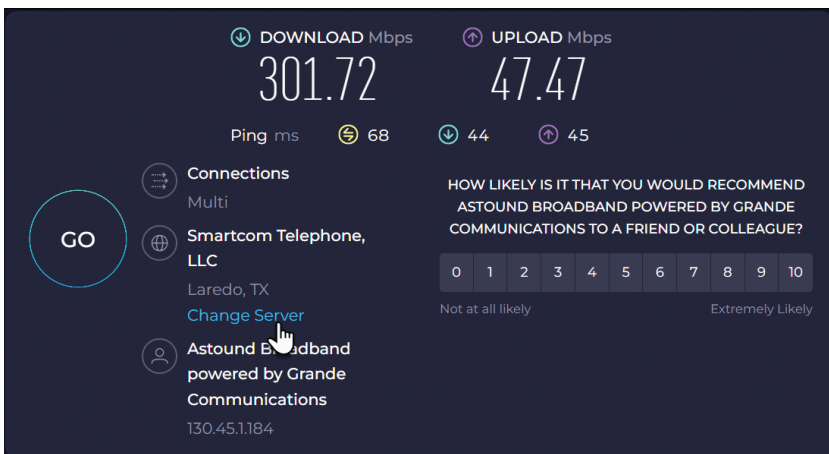 DOWNLOAD Mbps
UPLOAD Mbps
301.72
47.47
Ping ms 68 44 45
GO
Connections
Multi
Smartcom Telephone,
LLC
Laredo, TX
Change Server
Astound Broadband
powered by Grande
Communications
130.45.1.184
HOW LIKELY IS IT THAT YOU WOULD RECOMMEND
ASTOUND BROADBAND POWERED BY GRANDE
COMMUNICATIONS TO A FRIEND OR COLLEAGUE?
0 1 2 3 4 5 6 7 8 9 10
Not at all likely
Extremely Likely